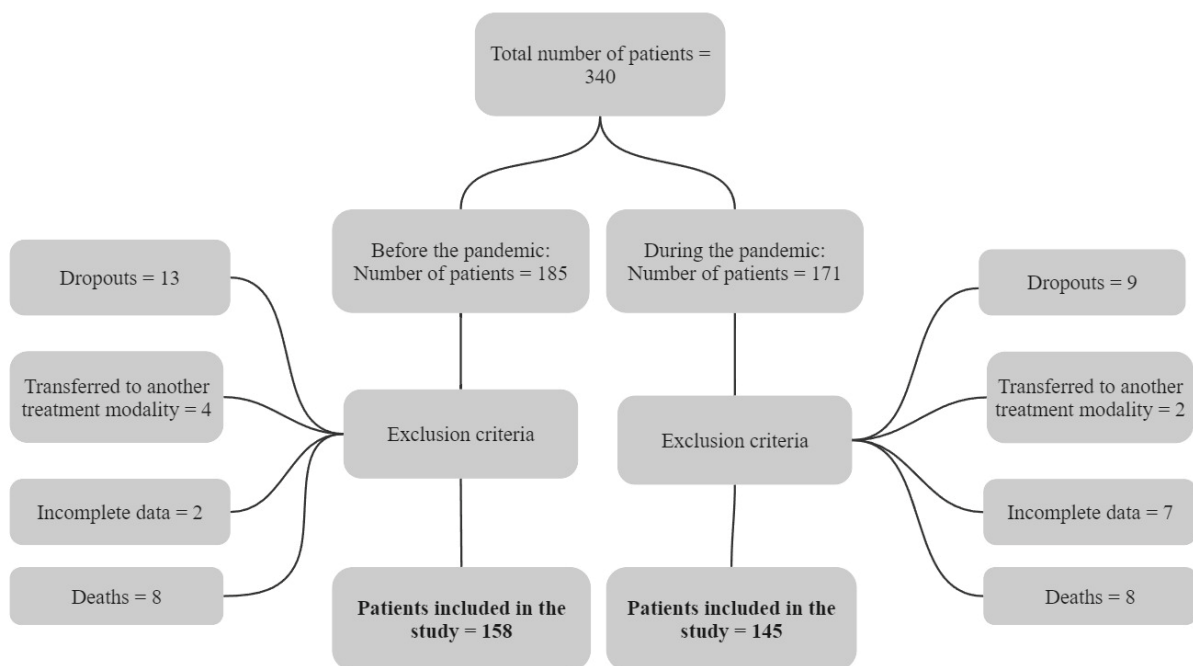 Total number of patients =
340
Before the pandemic:
Number of patients = 185
During the pandemic:
Number of patients = 171
Dropouts = 13
Transferred to another
treatment modality = 4
Incomplete data = 2
Deaths = 8
Exclusion criteria
Exclusion criteria
Dropouts = 9
Transferred to another
treatment modality = 2
Incomplete data = 7
Deaths = 8
Patients included in the
study = 158
Patients included in the
study = 145